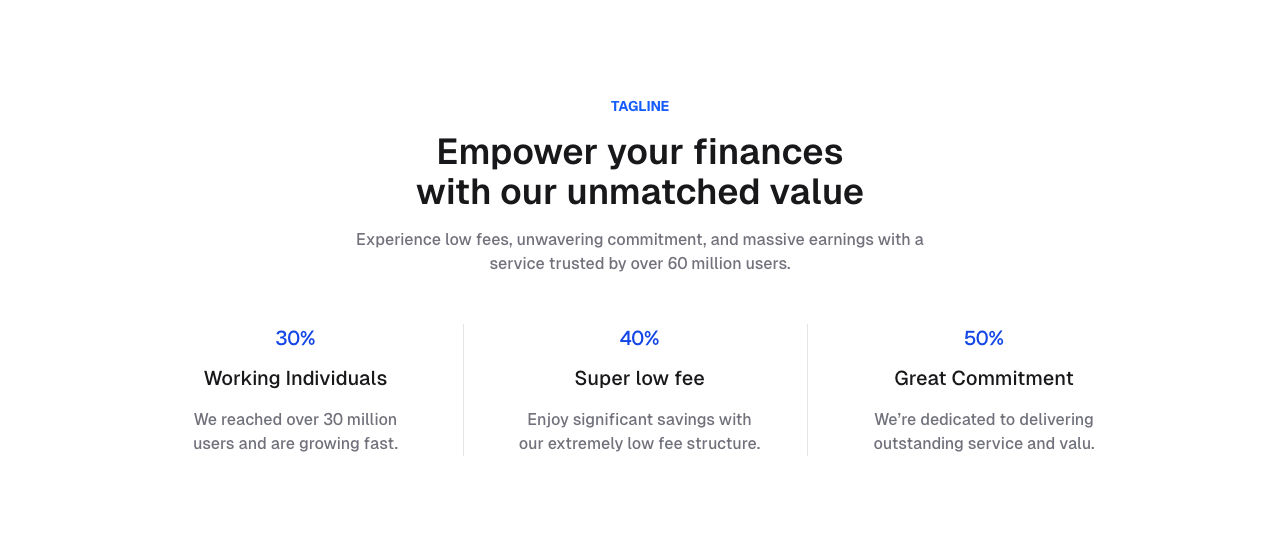 TAGLINE
Empower your finances
with our unmatched value
Experience low fees, unwavering commitment, and massive earnings with a
service trusted by over 60 million users.
30%
Working Individuals
We reached over 30 million
users and are growing fast.
40%
Super low fee
Enjoy significant savings with
our extremely low fee structure.
50%
Great Commitment
We’re dedicated to delivering
outstanding service and valu.